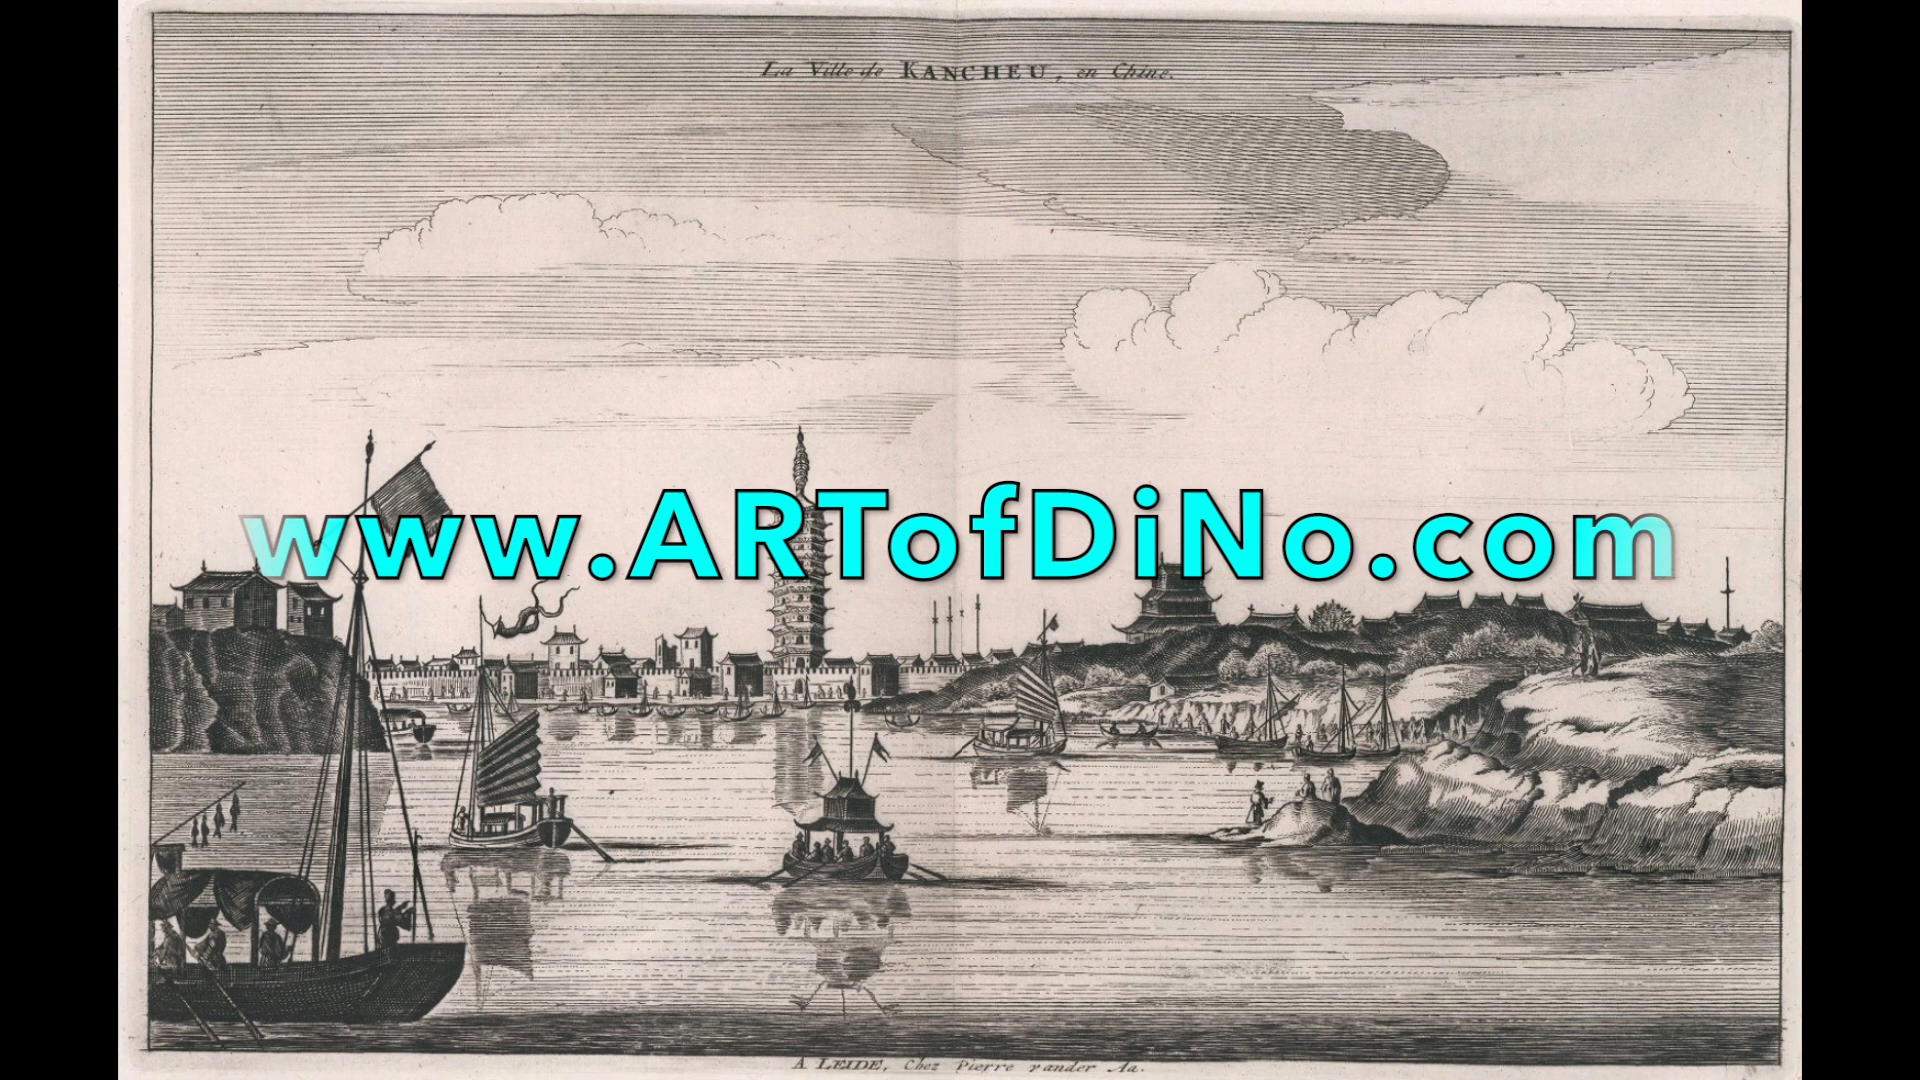 La Ville de KANCHEU, en Chine.
www.ARTofDiNo.com
A LEIDE, Chez Pierre vander Aa.